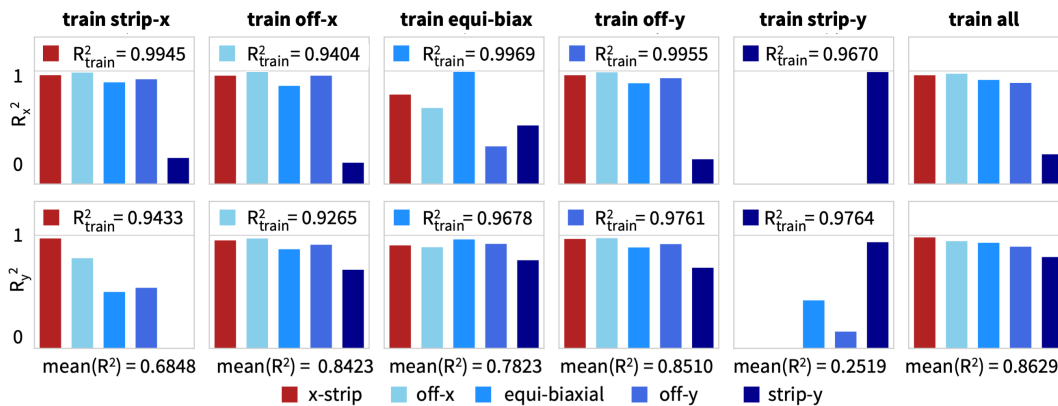 train strip-x train off-x train equi-biax train off-y train strip-y train all
R²train = 0.9945 R²train = 0.9404 R²train = 0.9969 R²train = 0.9955 R²train = 0.9670
1
Rx²
0
R²train = 0.9433 R²train = 0.9265 R²train = 0.9678 R²train = 0.9761 R²train = 0.9764
1
Ry²
0
mean(R²) = 0.6848 mean(R²) = 0.8423 mean(R²) = 0.7823 mean(R²) = 0.8510 mean(R²) = 0.2519 mean(R²) = 0.8629
x-strip off-x equi-biaxial off-y strip-y